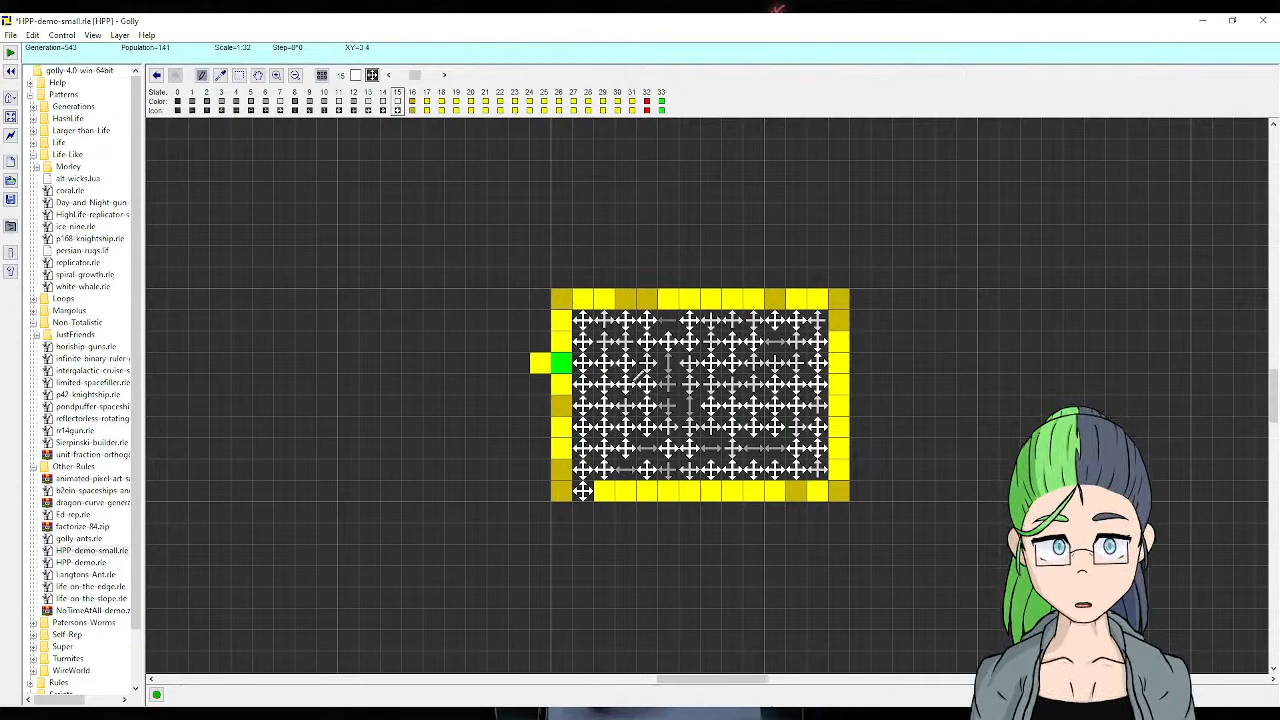 *HPP-demo-small.rle [HPP] - Golly
File Edit Control View Layer Help
Generation=543 Population=141 Scale=1:32 Step=8^0 XY=3 4
15
State: 0 1 2 3 4 5 6 7 8 9 10 11 12 13 14 15 16 17 18 19 20 21 22 23 24 25 26 27 28 29 30 31 32 33
Color:
Icon:
golly-4.0-win-64bit
Help
Patterns
Generations
HashLife
Larger-than-Life
Life
Life-Like
Morley
alt-wicks.lua
coral.rle
Day-and-Night-gun-
HighLife-replicator-s
ice-nine.rle
p168-knightship.rle
persian-rugs.lif
replicator.rle
spiral-growth.rle
white-whale.rle
Loops
Margolus
Non-Totalistic
JustFriends
horiship-guns.rle
infinite-binary-ruler-
intergalactic-cruise-
limited-spacefiller.rle
p42-knightship.rle
pondpuffer-spaceshi
reflectorless-rotating
rr14gun.rle
Sierpinski-builder.rle
unit-fraction-orthog
Other-Rules
animated-pixel-art-s
b2ein-spaceships-an
dragon-curve-genera
Ed-rep.rle
factorize-84.zip
golly-ants.rle
HPP-demo-small.rle
HPP-demo.rle
Langtons-Ant.rle
life-on-the-edge.rle
life-on-the-slope.rle
NoTimeAtAll-demo.z
Patersons-Worms
Self-Rep
Super
Turmites
WireWorld
Rules